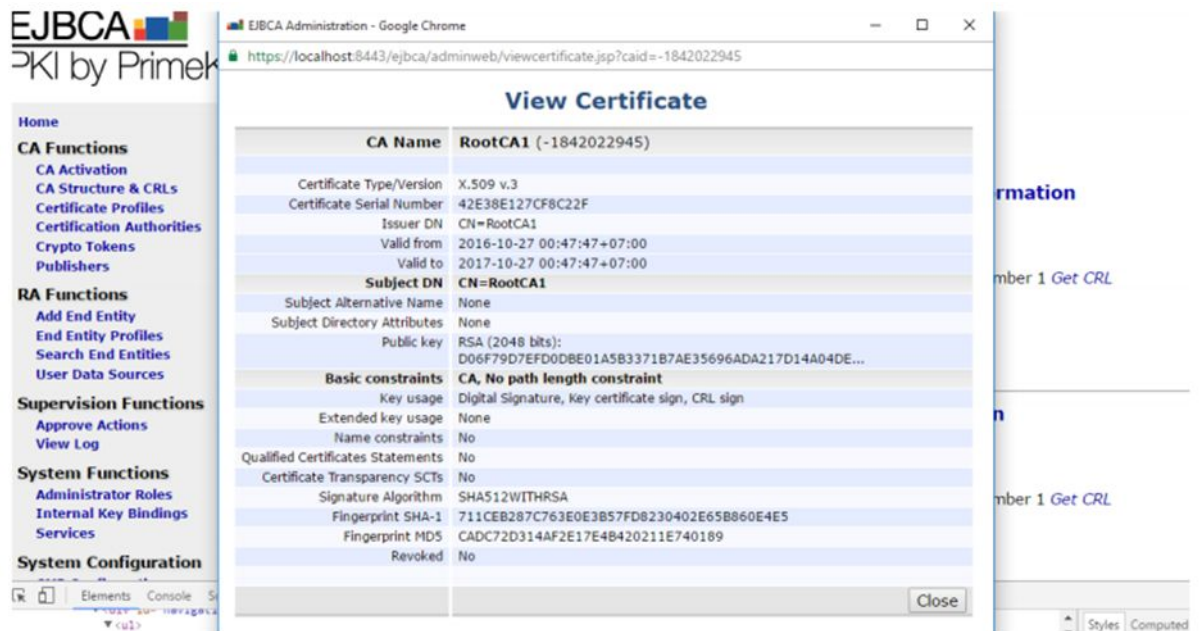 EJBCA
PKI by PrimeK
Home
CA Functions
CA Activation
CA Structure & CRLs
Certificate Profiles
Certification Authorities
Crypto Tokens
Publishers
RA Functions
Add End Entity
End Entity Profiles
Search End Entities
User Data Sources
Supervision Functions
Approve Actions
View Log
System Functions
Administrator Roles
Internal Key Bindings
Services
System Configuration
EJBCA Administration - Google Chrome
https://localhost:8443/ejbca/adminweb/viewcertificate.jsp?caid=-1842022945
View Certificate
CA Name RootCA1 (-1842022945)
Certificate Type/Version X.509 v.3
Certificate Serial Number 42E38E127CF8C22F
Issuer DN CN=RootCA1
Valid from 2016-10-27 00:47:47+07:00
Valid to 2017-10-27 00:47:47+07:00
Subject DN CN=RootCA1
Subject Alternative Name None
Subject Directory Attributes None
Public key RSA (2048 bits):
D06F79D7EFD0DBE01A5B3371B7AE35696ADA217D14A04DE...
Basic constraints CA, No path length constraint
Key usage Digital Signature, Key certificate sign, CRL sign
Extended key usage None
Name constraints No
Qualified Certificates Statements No
Certificate Transparency SCTs No
Signature Algorithm SHA512WITHRSA
Fingerprint SHA-1 711CEB287C763E0E3B57FD8230402E65B860E4E5
Fingerprint MD5 CADC72D314AF2E17E4B420211E740189
Revoked No
Close
rmation
mber 1 Get CRL
n
mber 1 Get CRL
Elements Console
<ul>
Styles Computed